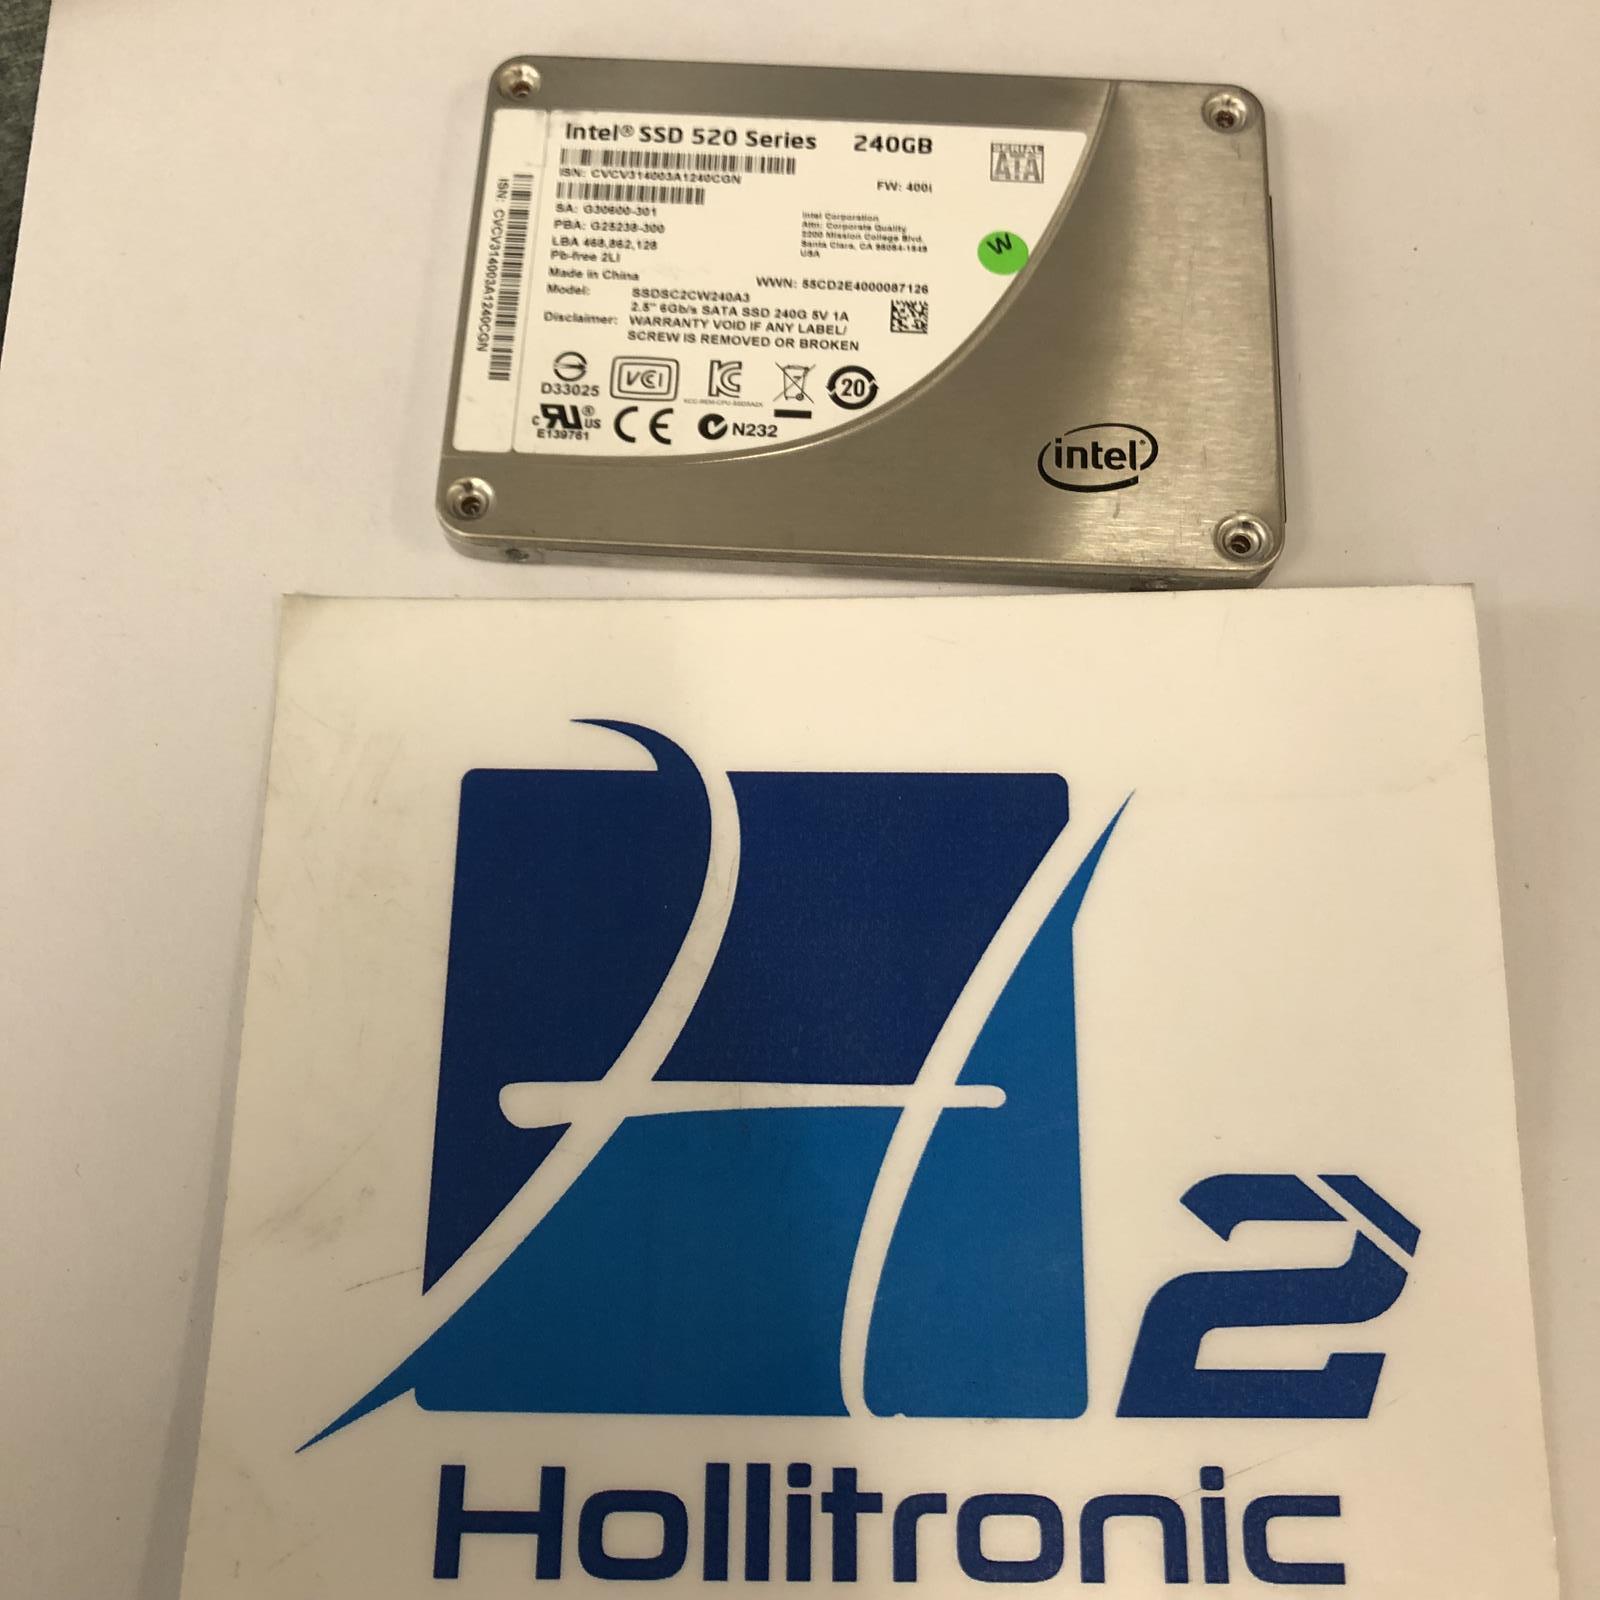 Intel® SSD 520 Series 240GB
SERIAL
ATA
ISN: CVCV314003A1240CGN
FW: 400i
SA: G30600-301
PBA: G25238-300
LBA 468,862,128
Pb-free 2LI
Intel Corporation
Attn: Corporate Quality
2200 Mission College Blvd.
Santa Clara, CA 95054-1549
USA
W
Made in China
WWN: 55CD2E4000087126
Model: SSDSC2CW240A3
2.5" 6Gb/s SATA SSD 240G 5V 1A
Disclaimer: WARRANTY VOID IF ANY LABEL/
SCREW IS REMOVED OR BROKEN
D33025
VCI
20
c RU ® US
E139761
CE
N232
ISN: CVCV314003A1240CGN
intel
H2
Hollitronic